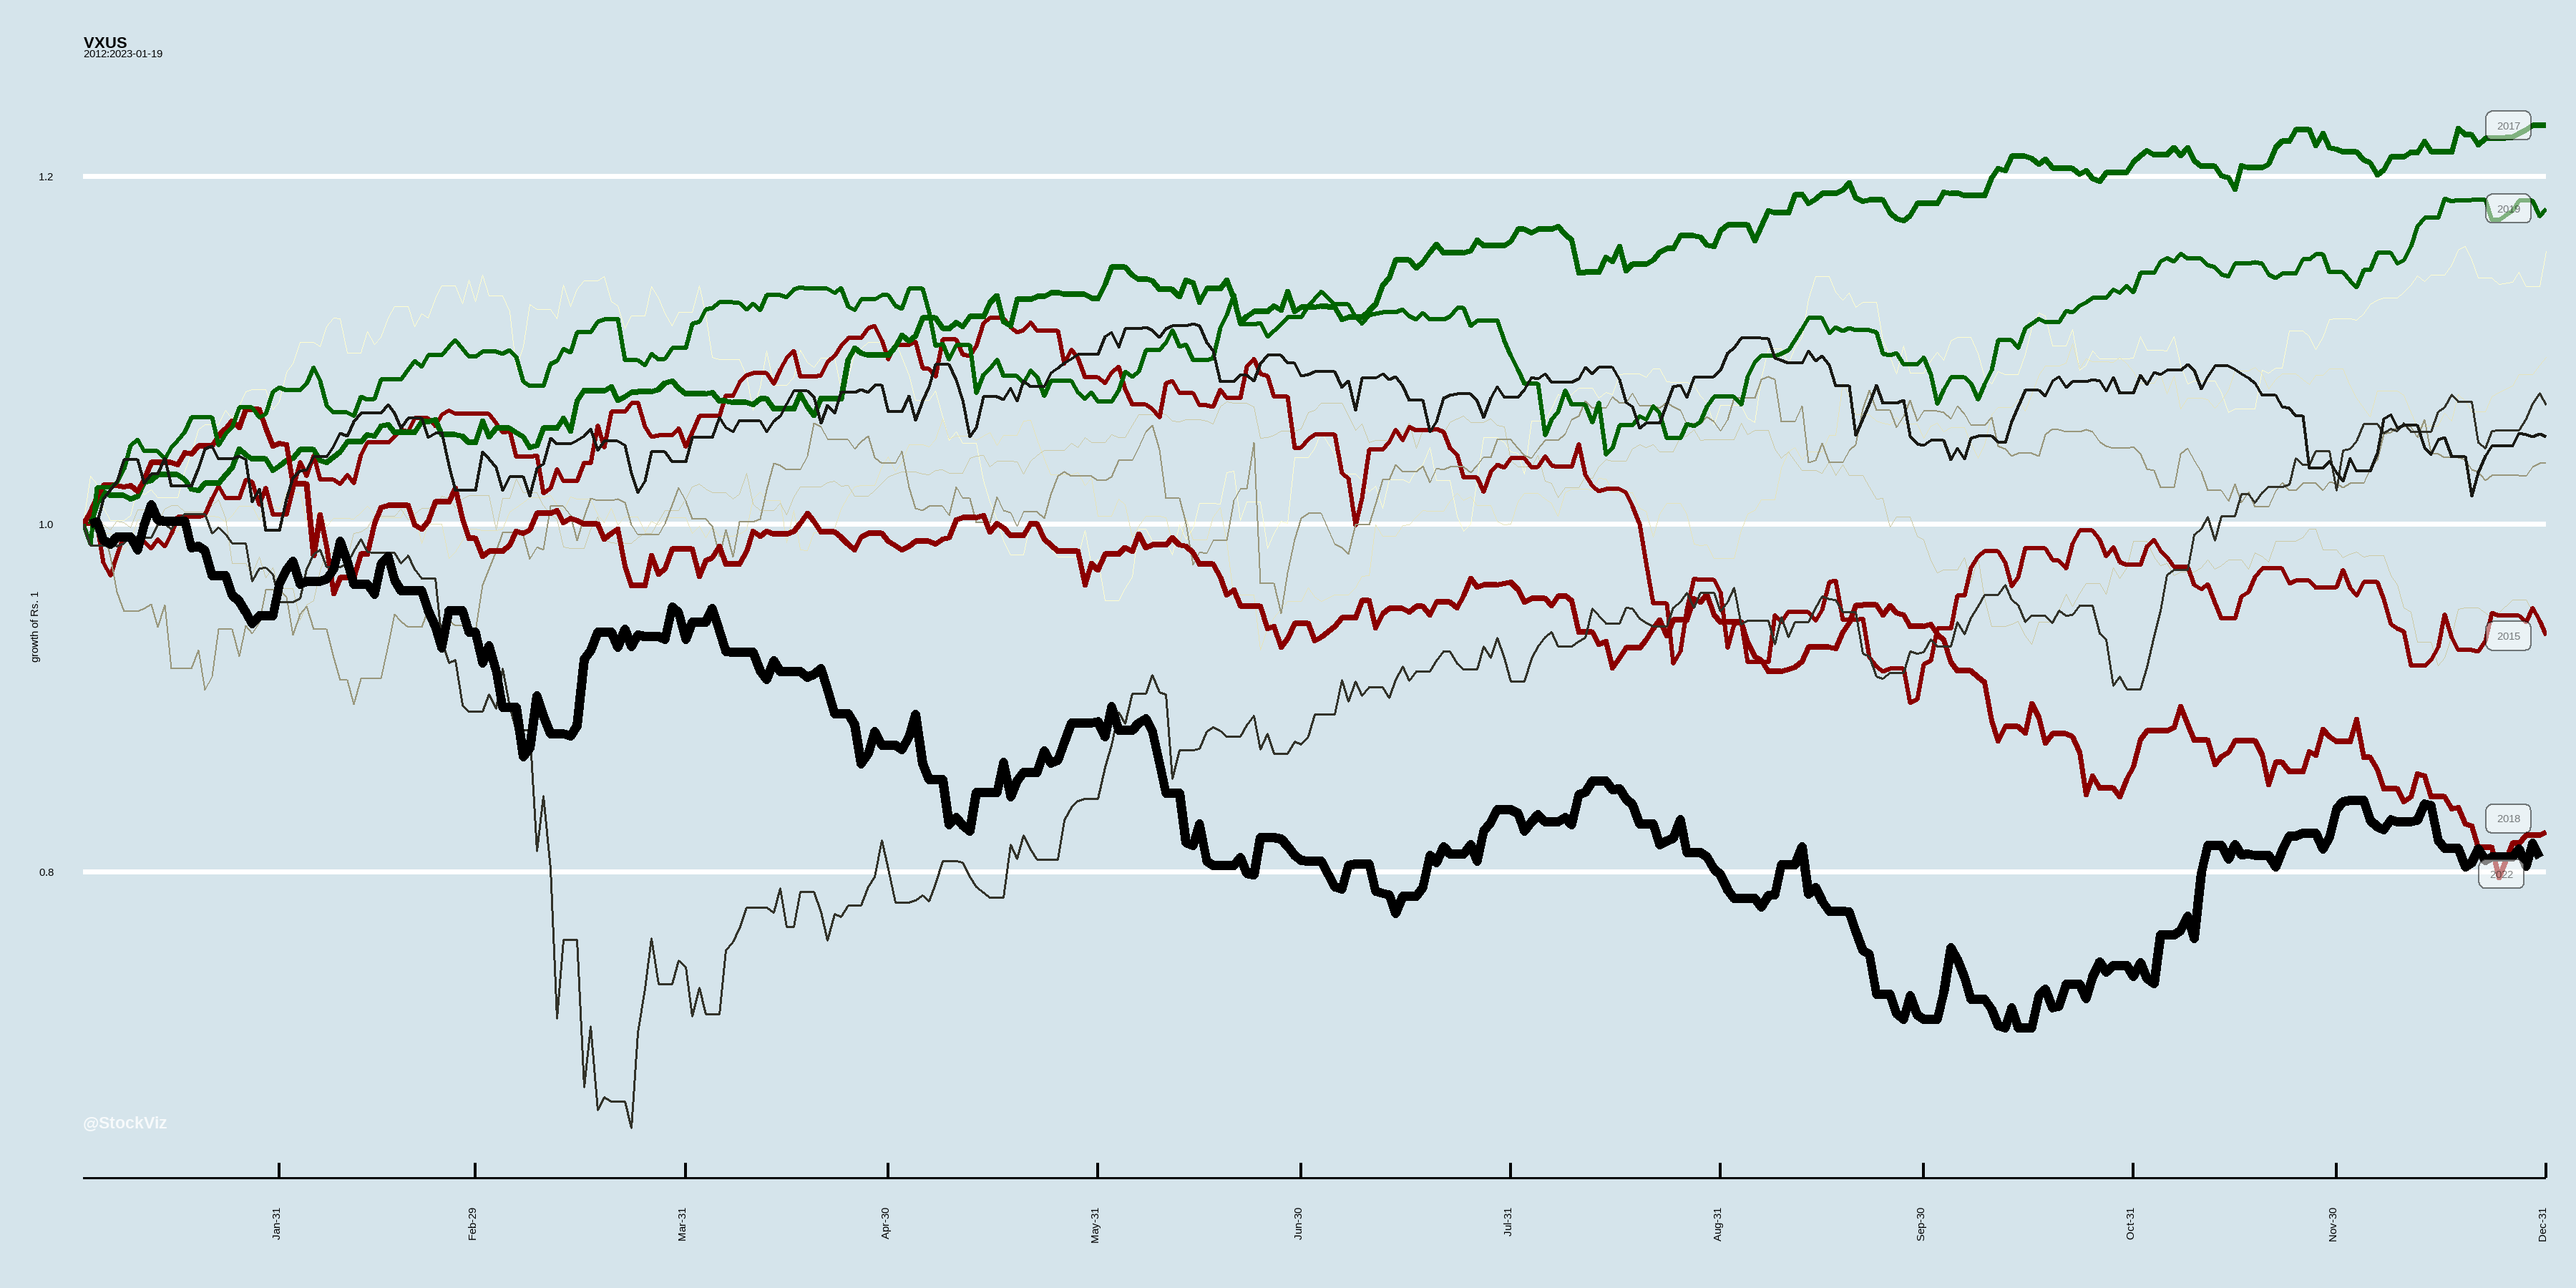 VXUS
2012:2023-01-19
2017
1.2
2019
1.0
growth of Rs. 1
2015
2018
0.8
2022
@StockViz
Jan-31
Feb-29
Mar-31
Apr-30
May-31
Jun-30
Jul-31
Aug-31
Sep-30
Oct-31
Nov-30
Dec-31